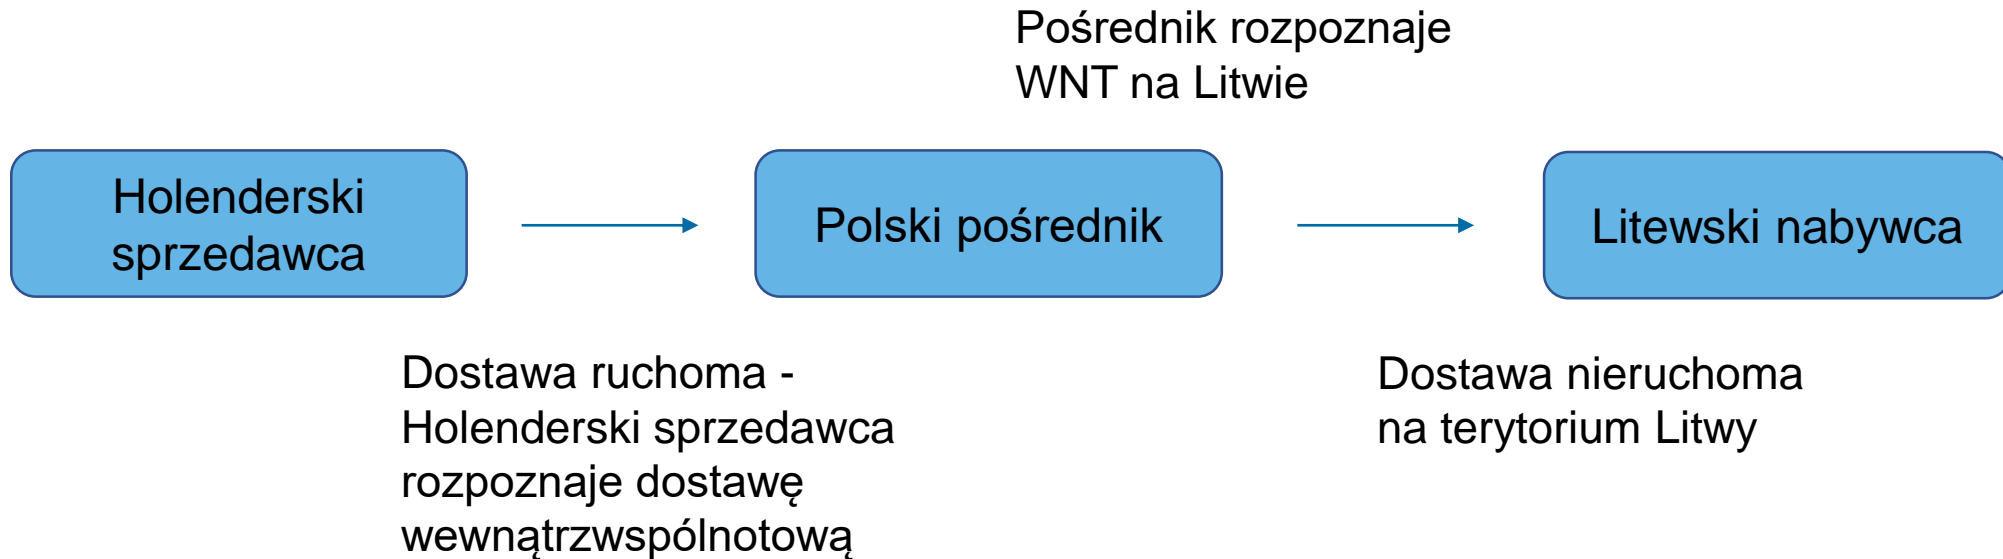 Pośrednik rozpoznaje
WNT na Litwie
Holenderski
sprzedawca
Polski pośrednik
Litewski nabywca
Dostawa ruchoma -
Holenderski sprzedawca
rozpoznaje dostawę
wewnątrzwspólnotową
Dostawa nieruchoma
na terytorium Litwy